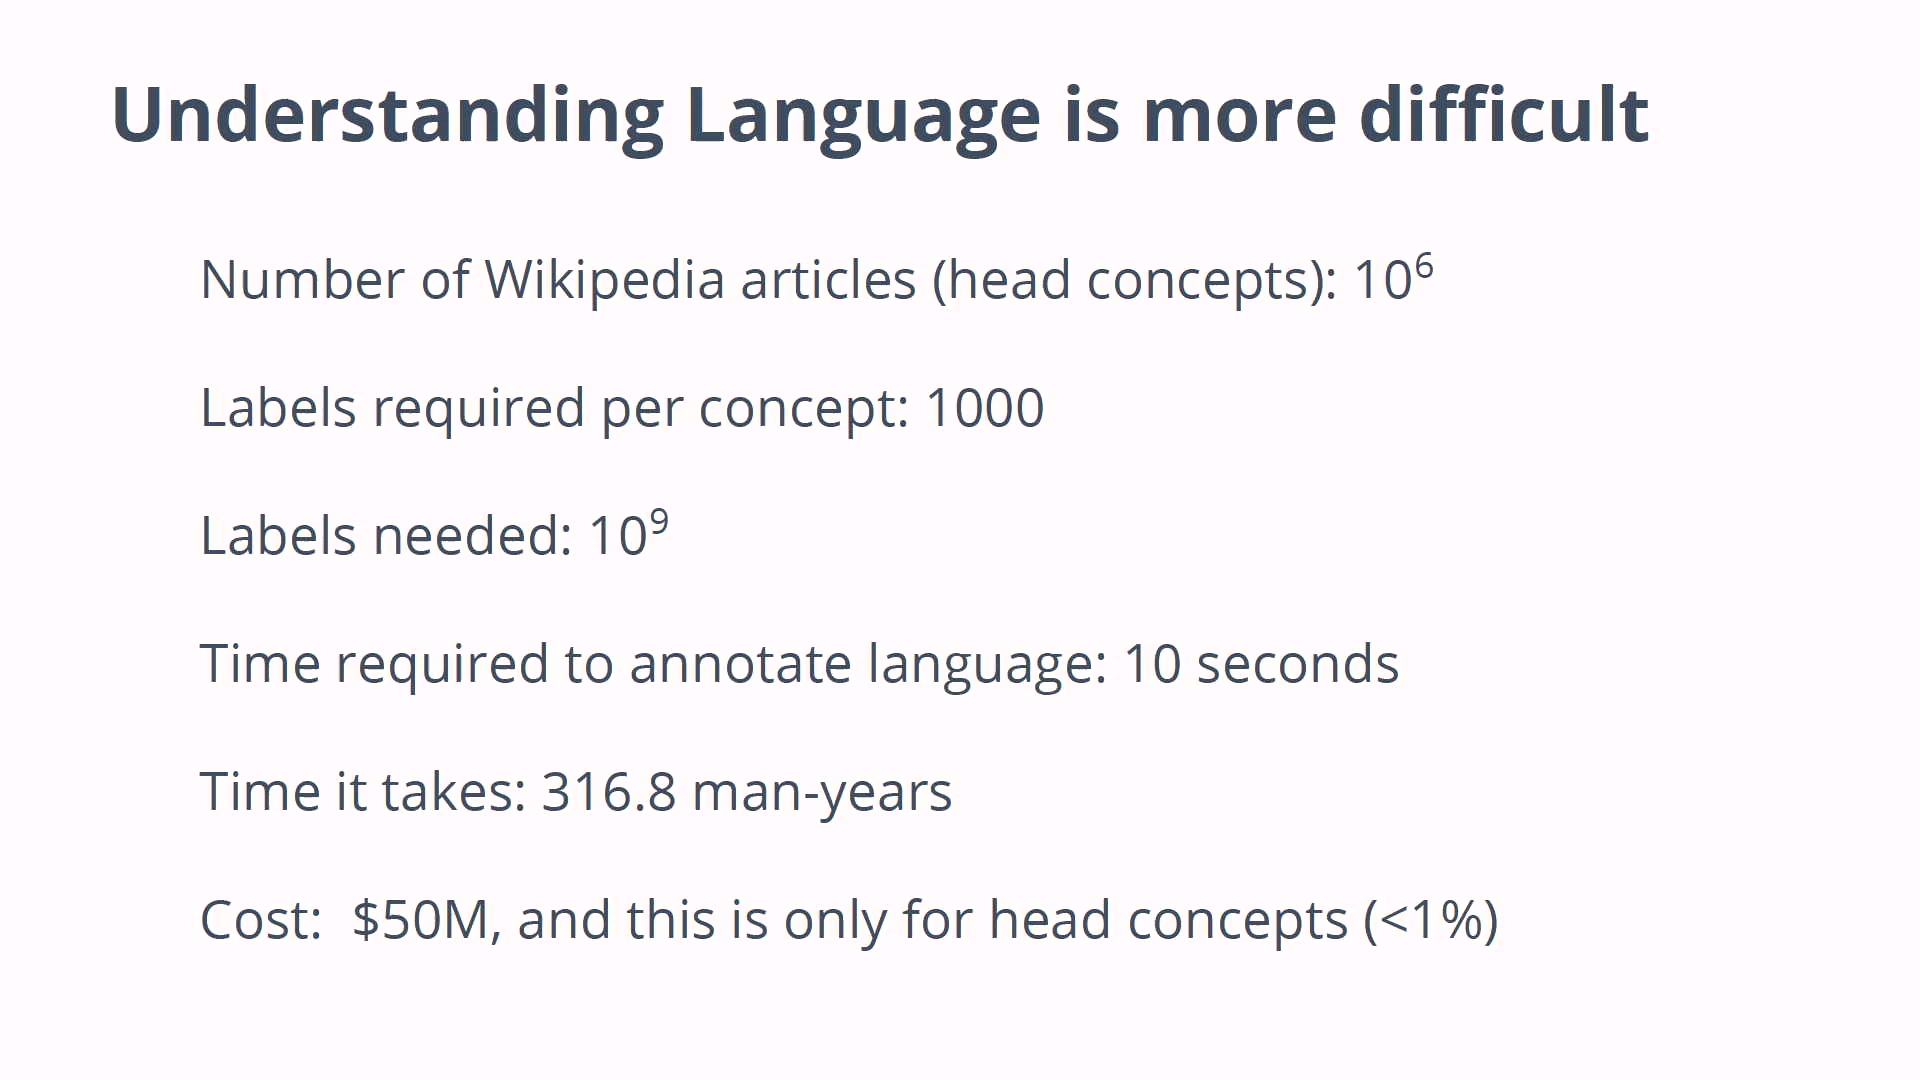 Understanding Language is more difficult
Number of Wikipedia articles (head concepts): 10⁶
Labels required per concept: 1000
Labels needed: 10⁹
Time required to annotate language: 10 seconds
Time it takes: 316.8 man-years
Cost:  $50M, and this is only for head concepts (<1%)